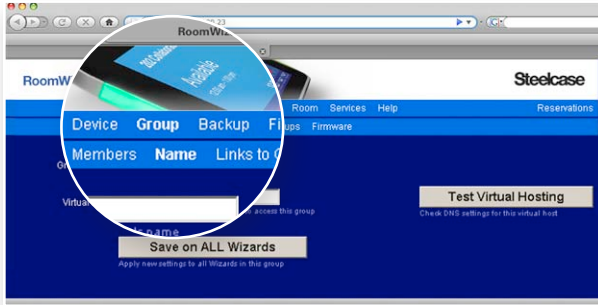 RoomWiz
Available
RoomW
Steelcase
Room Services Help
Reservations
Device Group Backup Fi ups Firmware
Members Name Links to
Virtual
access this group
Test Virtual Hosting
Check DNS settings for this virtual host
name
Save on ALL Wizards
Apply new settings to all Wizards in this group